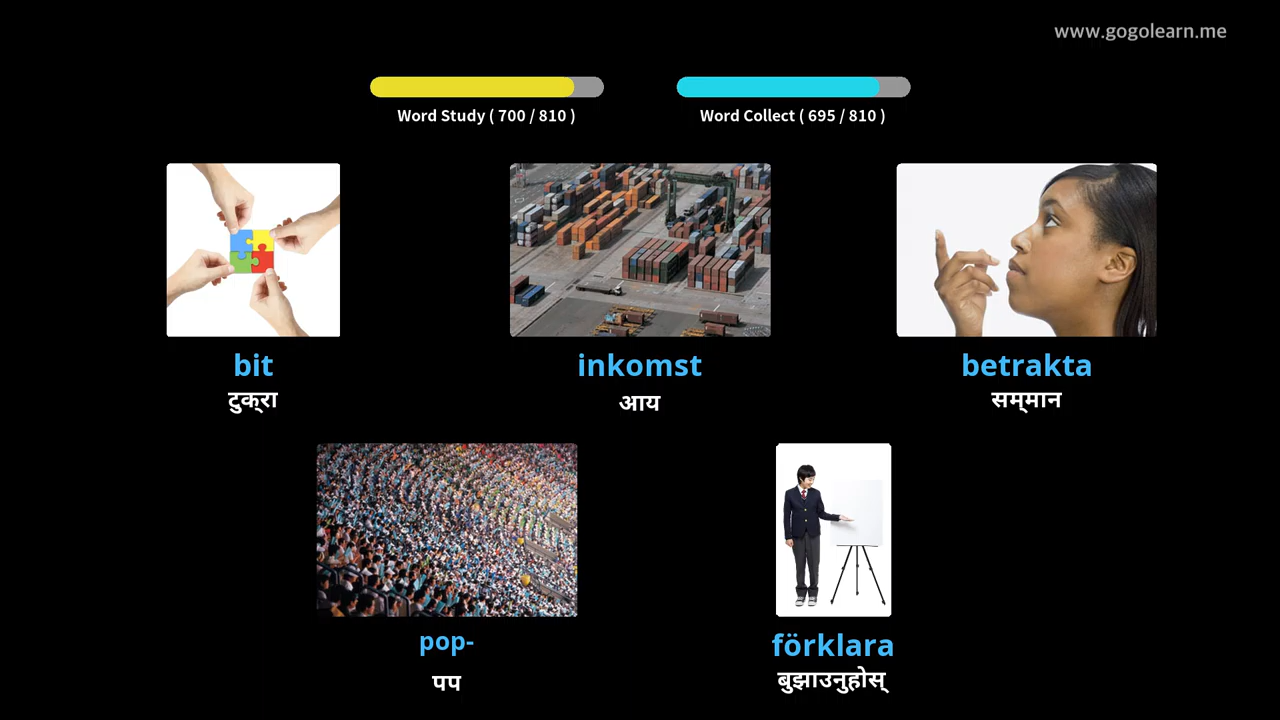 www.gogolearn.me
Word Study ( 700 / 810 )
Word Collect ( 695 / 810 )
bit
टुक्रा
inkomst
आय
betrakta
सम्मान
pop-
पप
förklara
बुझाउनुहोस्